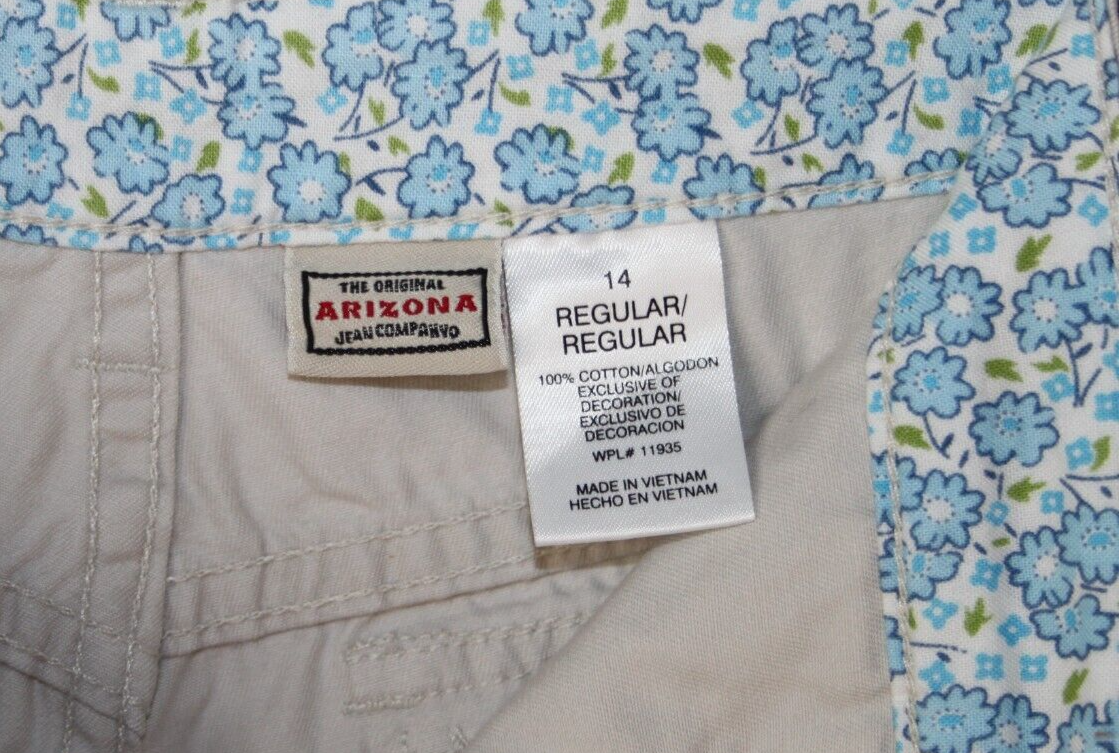 THE ORIGINAL
ARIZONA
JEAN COMPANY
14
REGULAR/
REGULAR
100% COTTON/ALGODON
EXCLUSIVE OF
DECORATION/
EXCLUSIVO DE
DECORACION
WPL# 11935
MADE IN VIETNAM
HECHO EN VIETNAM